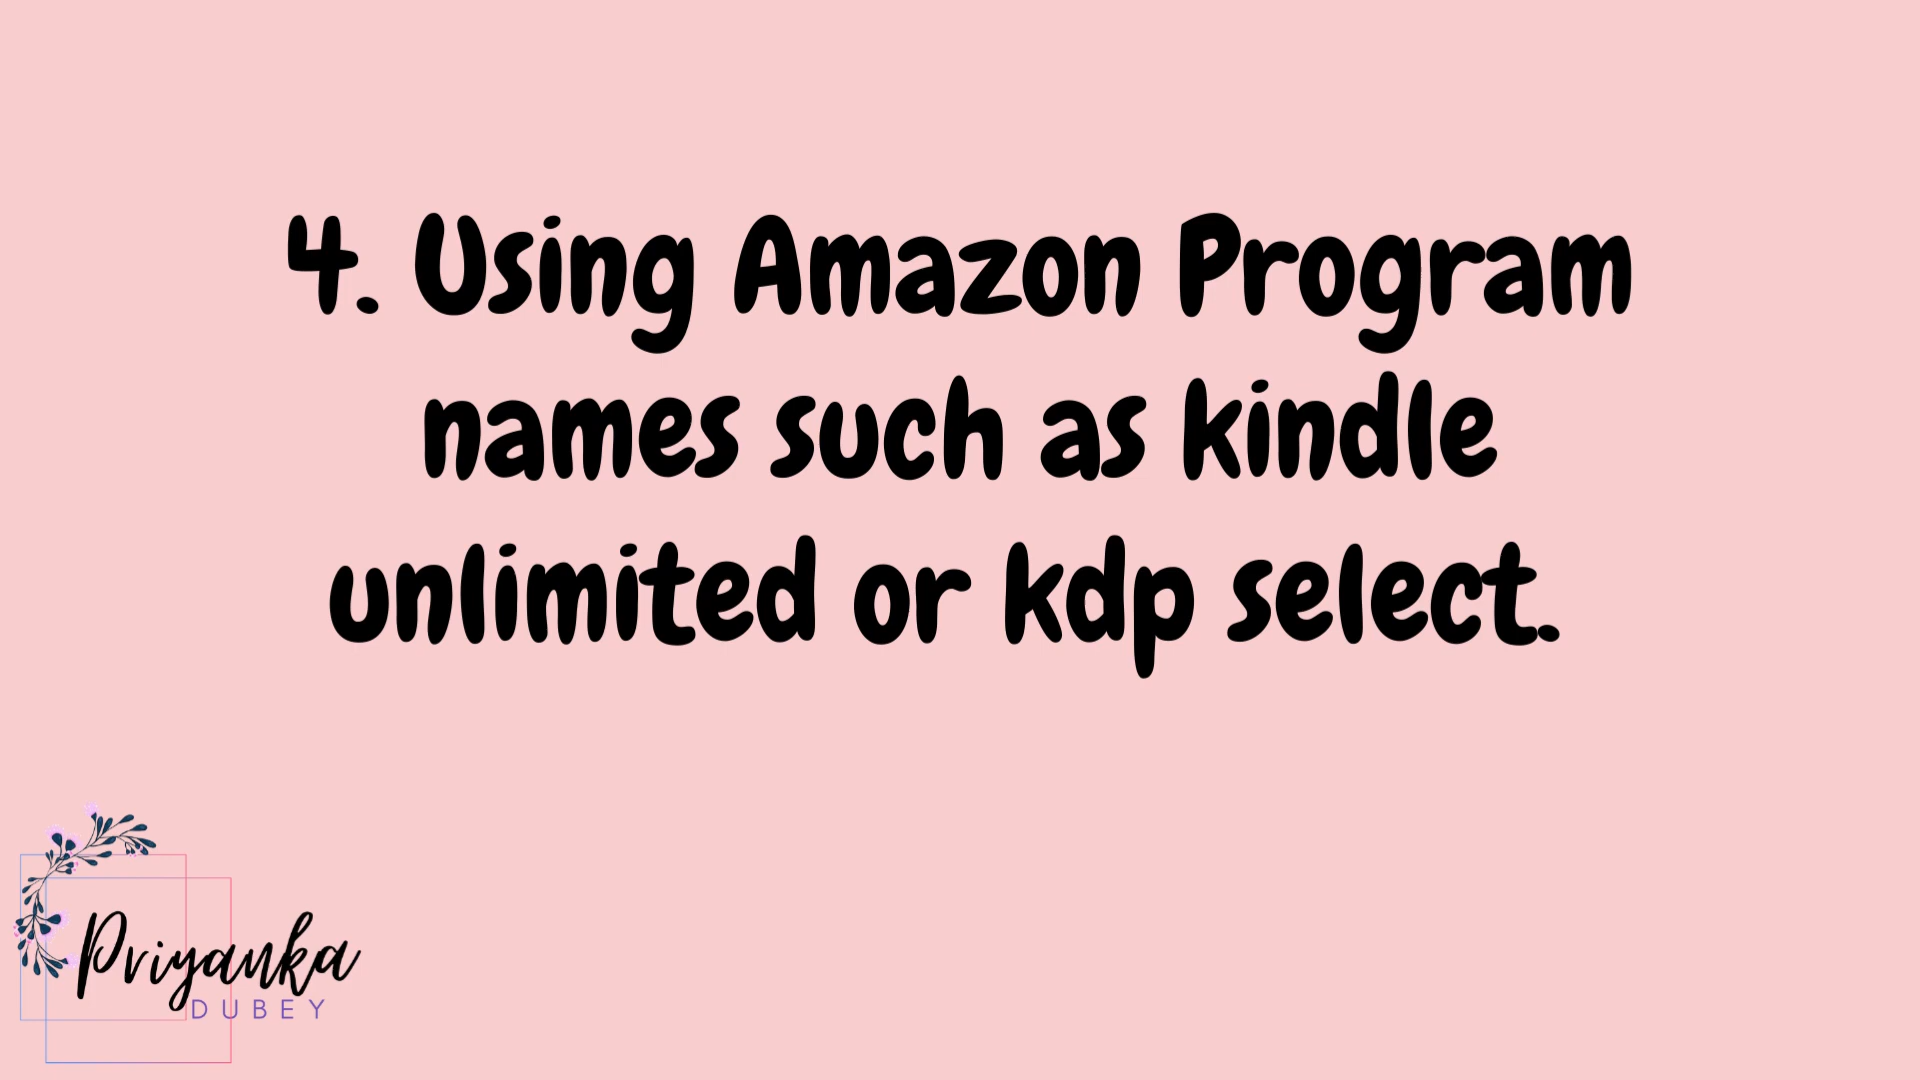 4. Using Amazon Program
names such as kindle
unlimited or kdp select.
Priyanka
DUBEY